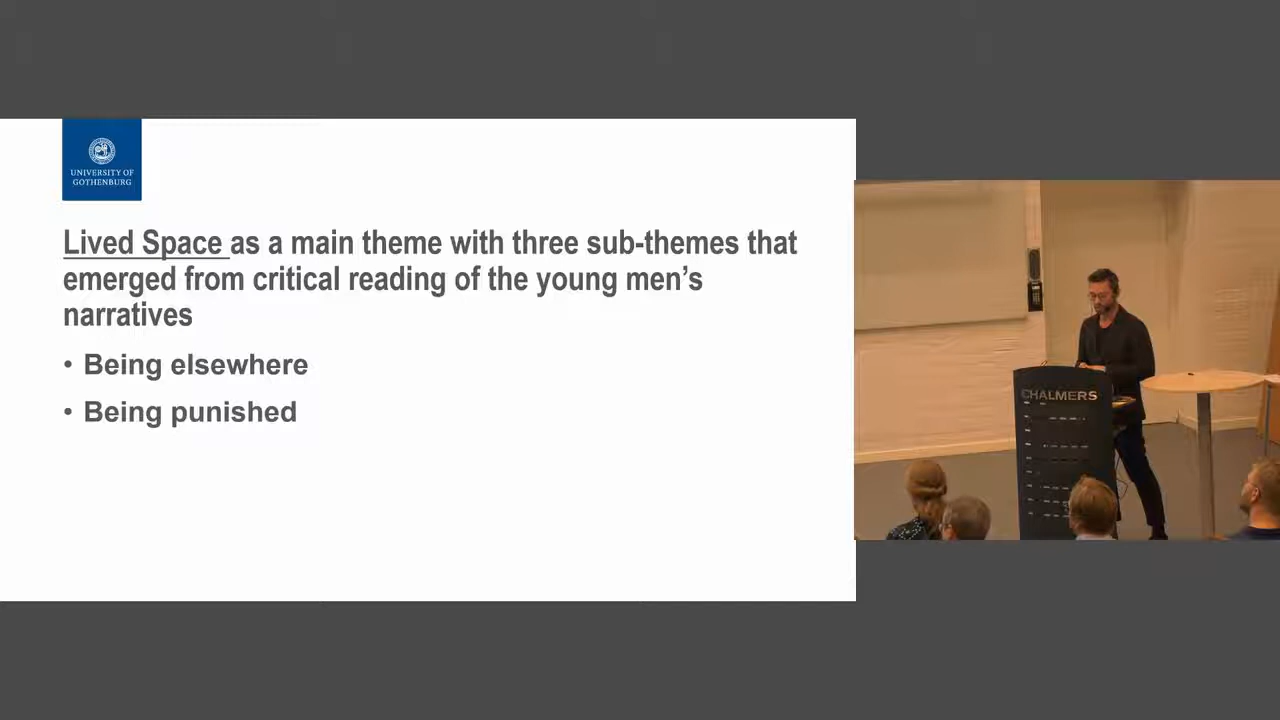 UNIVERSITY OF
GOTHENBURG
Lived Space as a main theme with three sub-themes that
emerged from critical reading of the young men’s
narratives
• Being elsewhere
• Being punished
CHALMERS